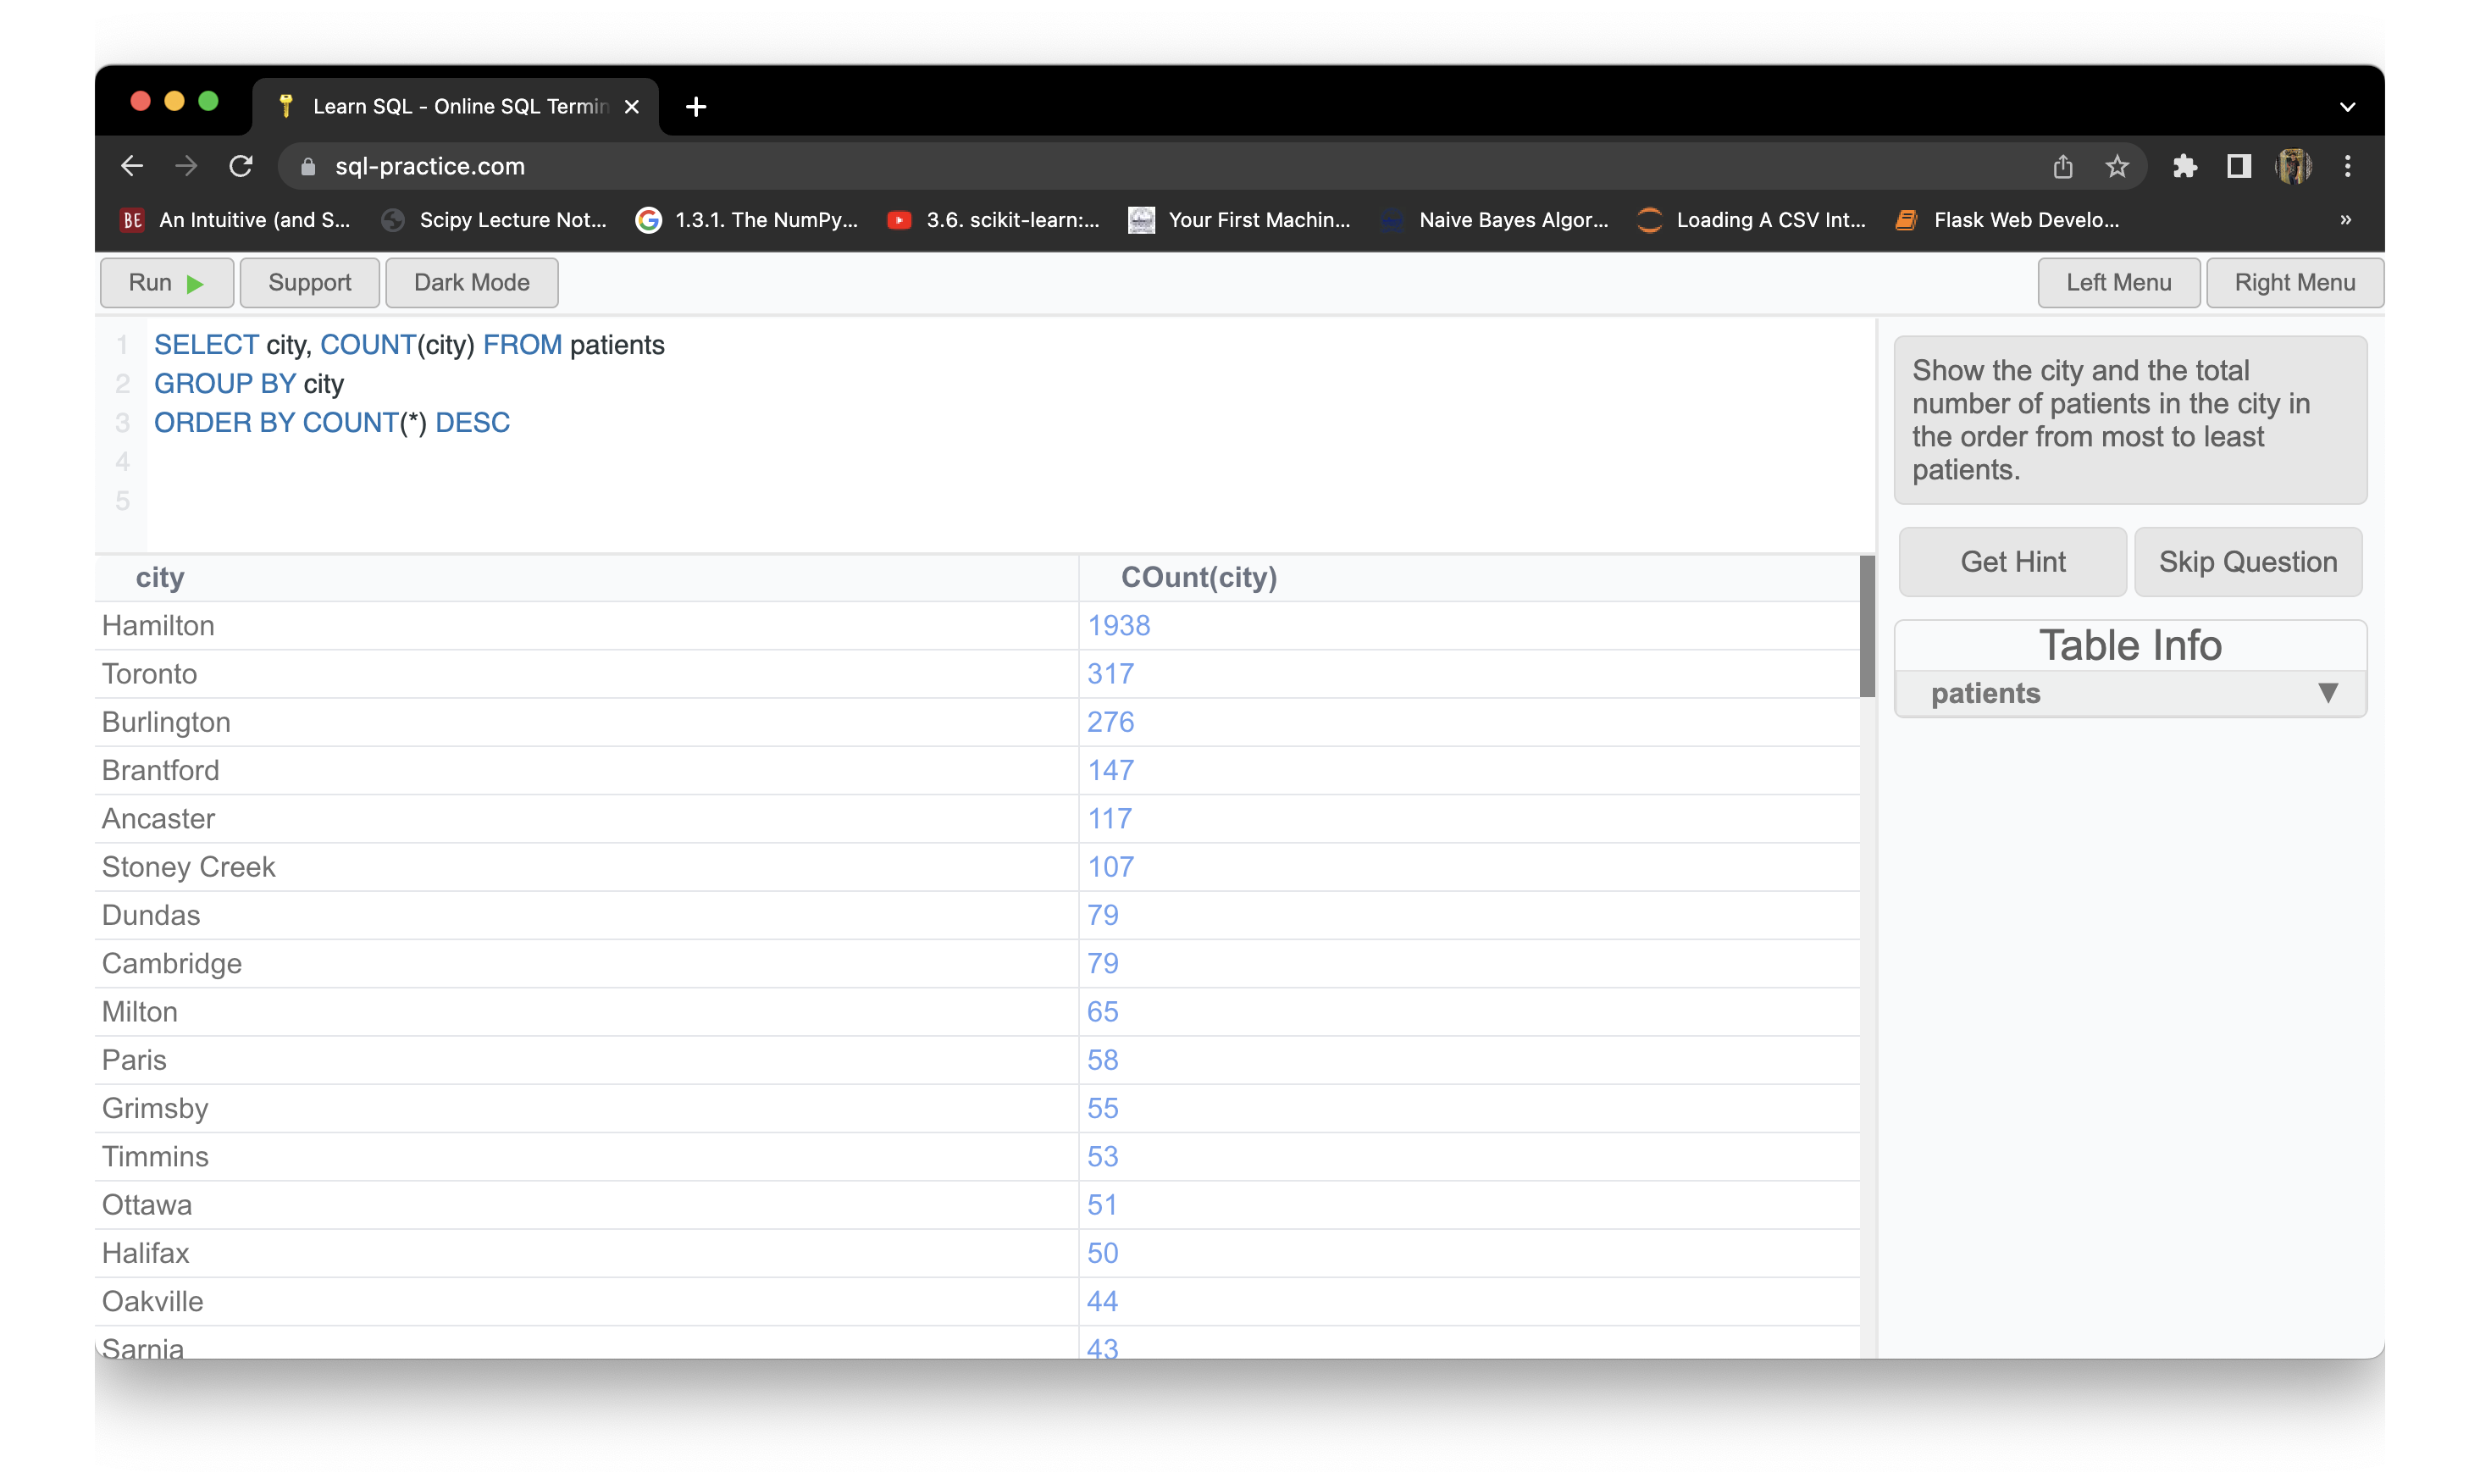 Learn SQL - Online SQL Termin
sql-practice.com
BE An Intuitive (and S... Scipy Lecture Not... 1.3.1. The NumPy... 3.6. scikit-learn:... Your First Machin... Naive Bayes Algor... Loading A CSV Int... Flask Web Develo... »
Run Support Dark Mode Left Menu Right Menu
1 SELECT city, COUNT(city) FROM patients
2 GROUP BY city
3 ORDER BY COUNT(*) DESC
4
5
Show the city and the total
number of patients in the city in
the order from most to least
patients.
Get Hint Skip Question
Table Info
patients ▼
city COunt(city)
Hamilton 1938
Toronto 317
Burlington 276
Brantford 147
Ancaster 117
Stoney Creek 107
Dundas 79
Cambridge 79
Milton 65
Paris 58
Grimsby 55
Timmins 53
Ottawa 51
Halifax 50
Oakville 44
Sarnia 43